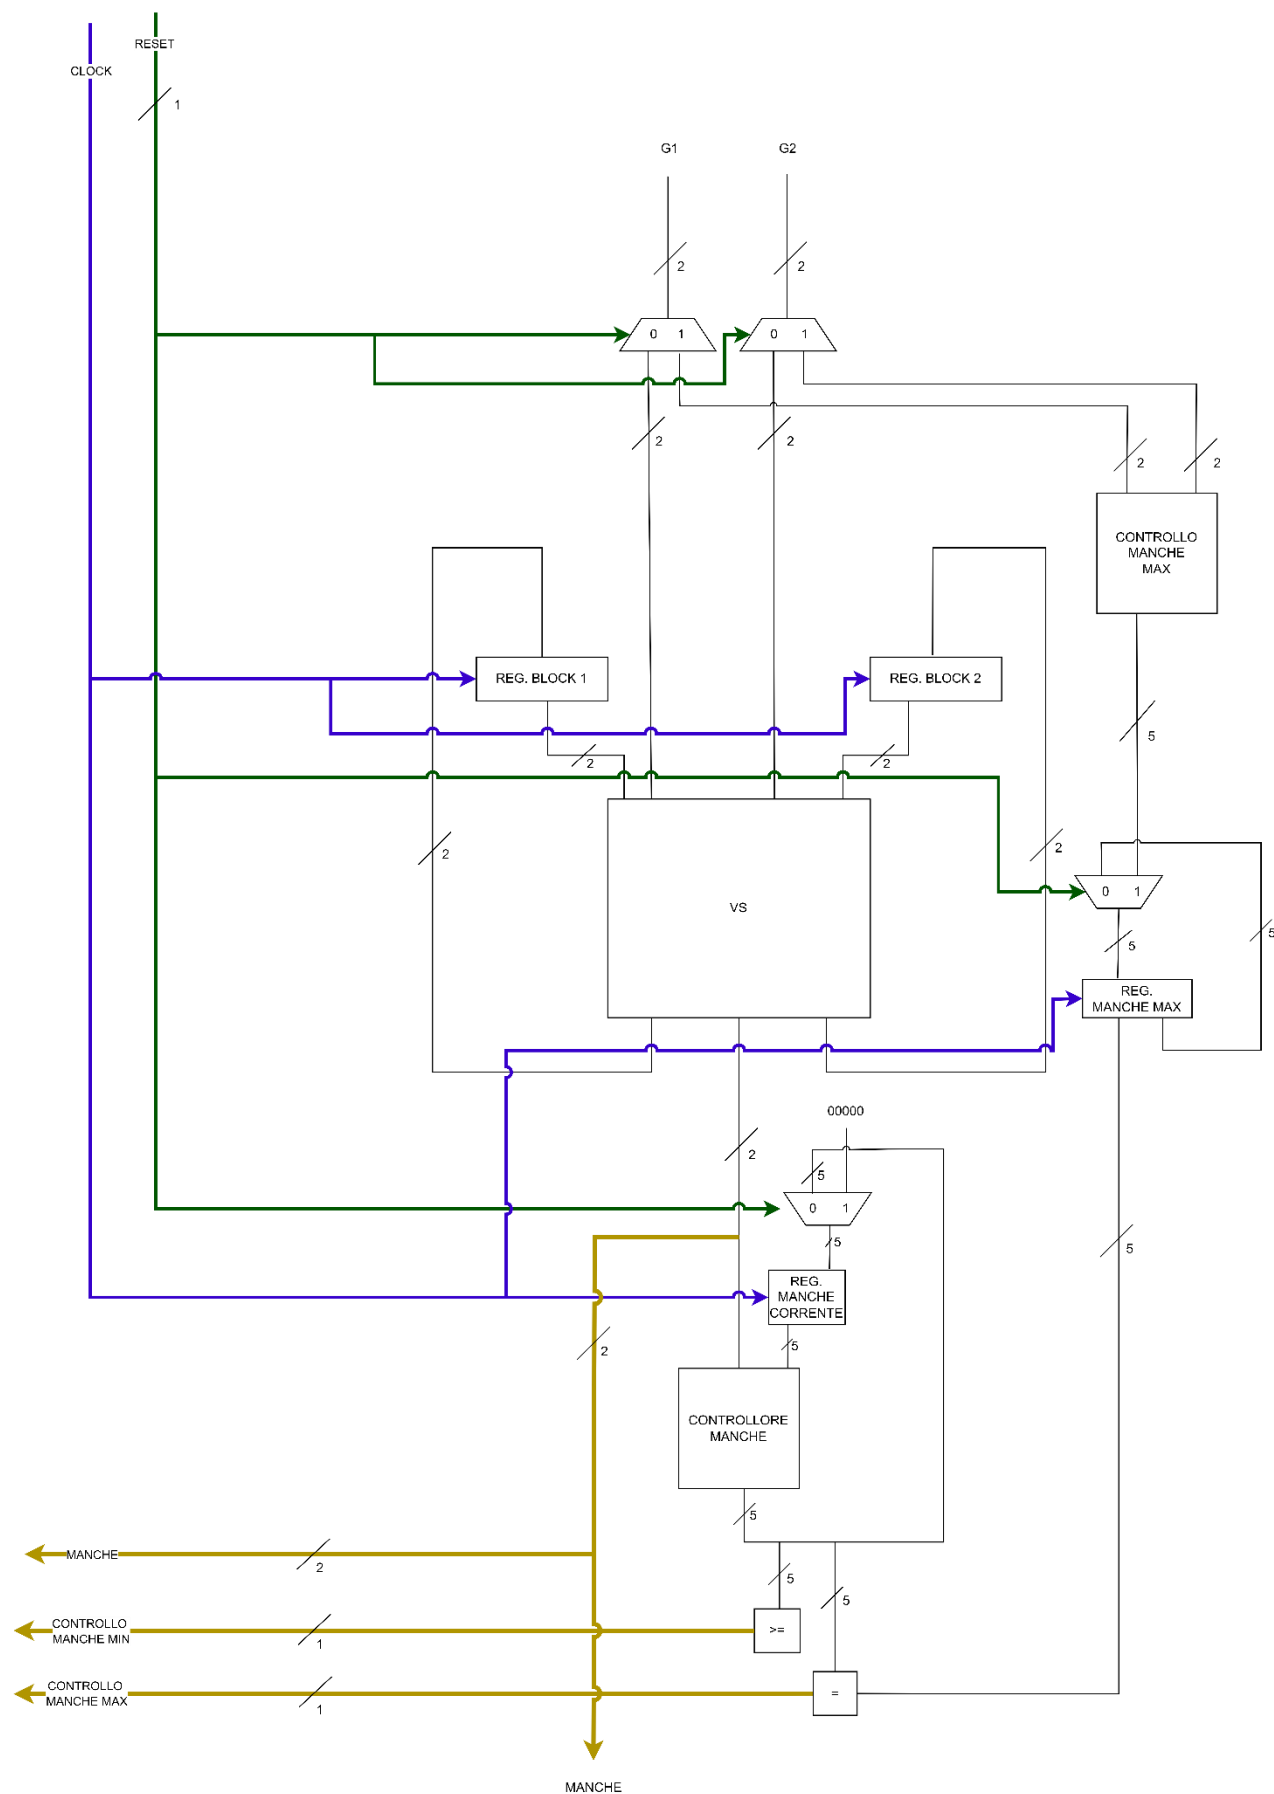 RESET
CLOCK
1
G1
G2
2
2
0 1
0 1
2
2
2
2
CONTROLLO
MANCHE
MAX
REG. BLOCK 1
REG. BLOCK 2
5
2
2
2
2
0 1
VS
5
5
REG.
MANCHE MAX
00000
2
5
0 1
5
5
REG.
MANCHE
CORRENTE
5
2
CONTROLLORE
MANCHE
5
MANCHE
2
5
5
CONTROLLO
MANCHE MIN
1
>=
CONTROLLO
MANCHE MAX
1
=
MANCHE